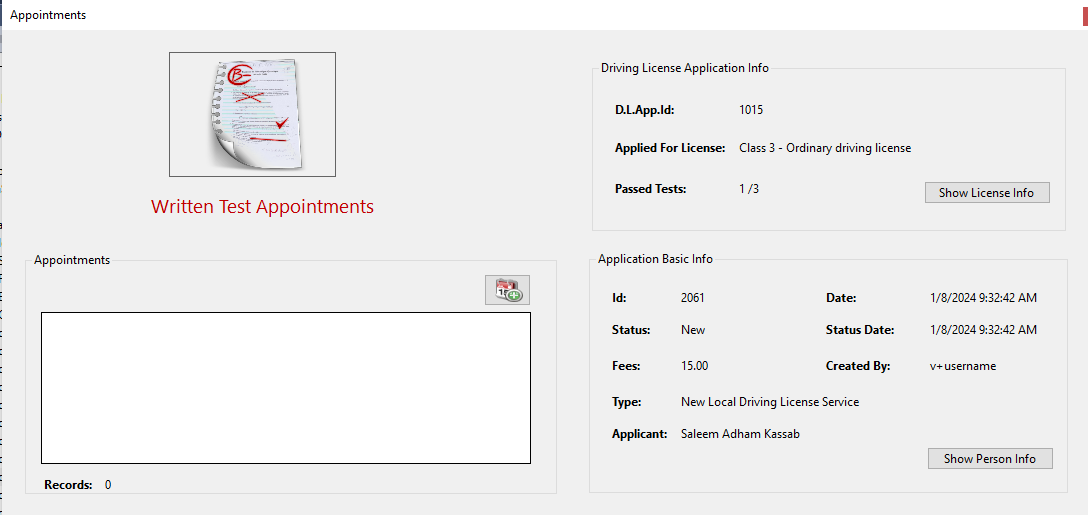 Appointments
Written Test Appointments
Appointments
Records: 0
Driving License Application Info
D.L.App.Id: 1015
Applied For License: Class 3 - Ordinary driving license
Passed Tests: 1 /3
Show License Info
Application Basic Info
Id: 2061 Date: 1/8/2024 9:32:42 AM
Status: New Status Date: 1/8/2024 9:32:42 AM
Fees: 15.00 Created By: v+username
Type: New Local Driving License Service
Applicant: Saleem Adham Kassab
Show Person Info